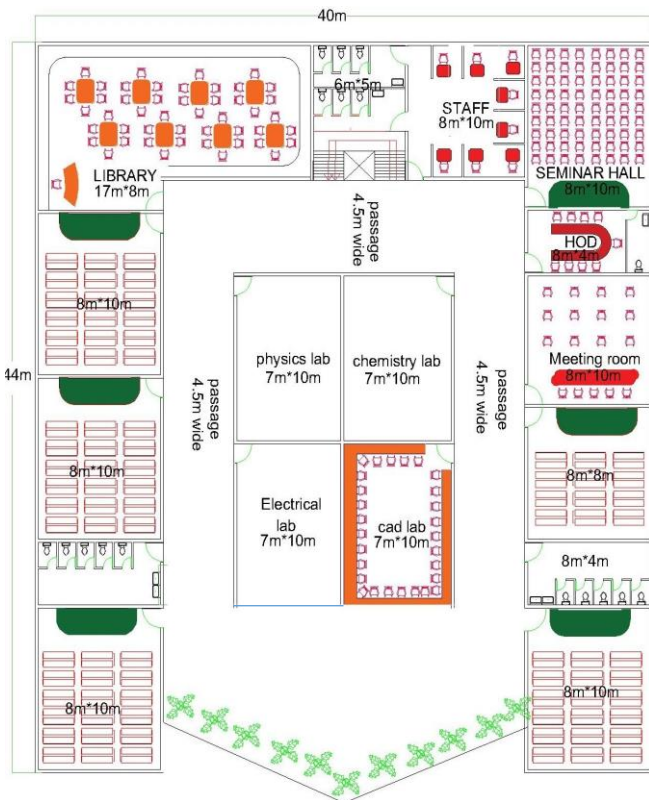 40m
44m
LIBRARY
17m*8m
6m*5m
STAFF
8m*10m
SEMINAR HALL
8m*10m
HOD
8m*4m
passage
4.5m wide
8m*10m
physics lab
7m*10m
chemistry lab
7m*10m
passage
4.5m wide
passage
4.5m wide
Meeting room
8m*10m
8m*10m
Electrical
lab
7m*10m
cad lab
7m*10m
8m*8m
8m*4m
8m*10m
8m*10m